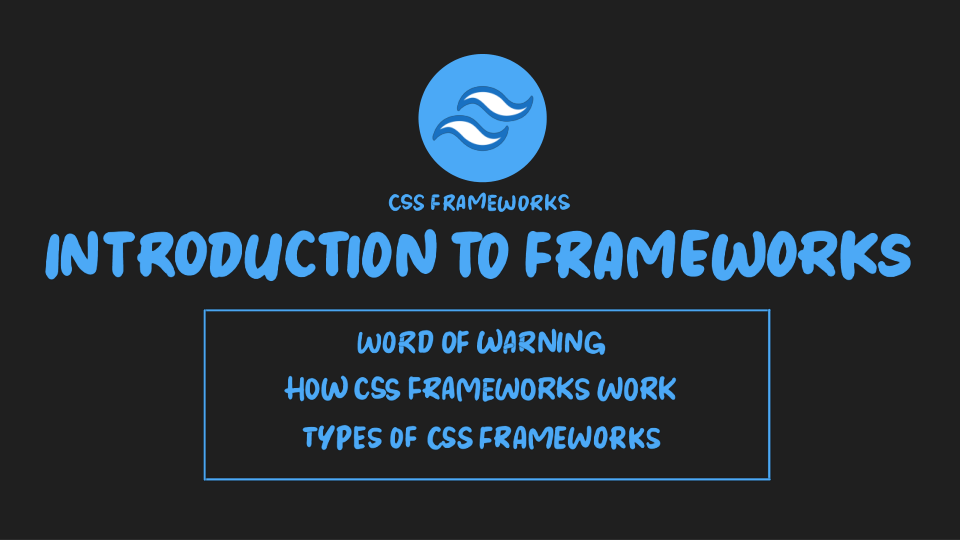 CSS FRAMEWORKS
INTRODUCTION TO FRAMEWORKS
WORD OF WARNING
HOW CSS FRAMEWORKS WORK
TYPES OF CSS FRAMEWORKS